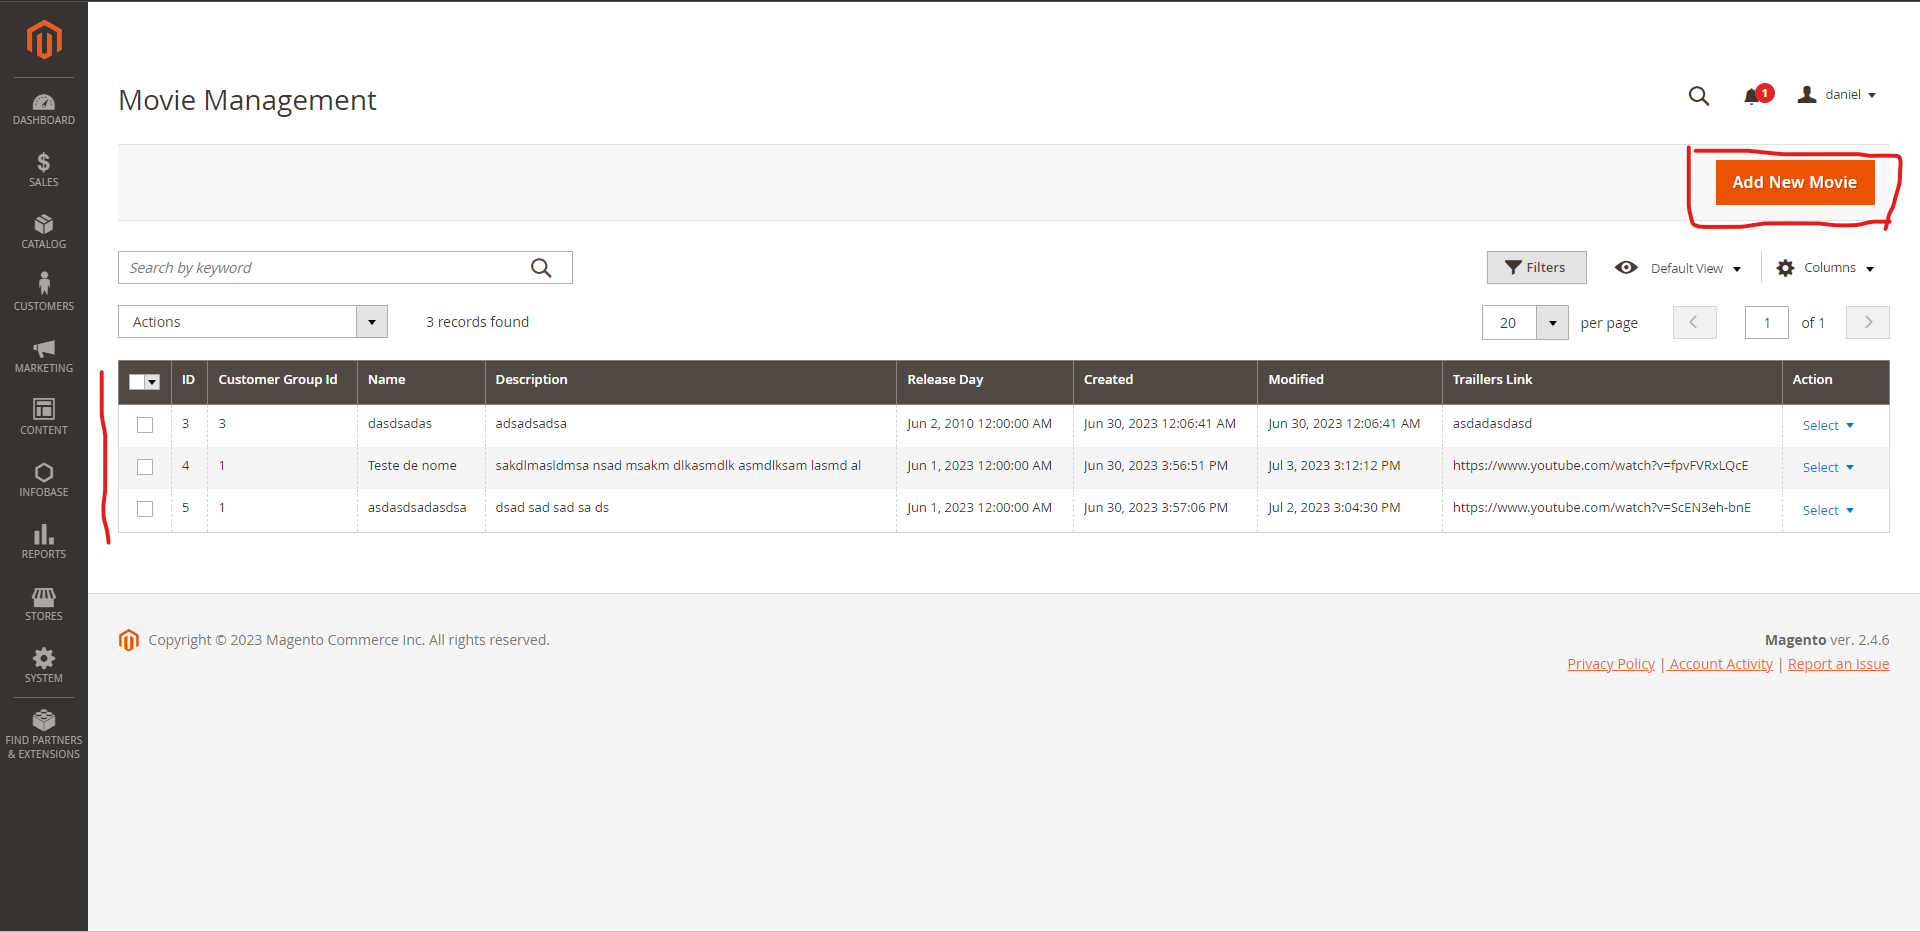 Movie Management
1
daniel
DASHBOARD
SALES
CATALOG
CUSTOMERS
MARKETING
CONTENT
INFOBASE
REPORTS
STORES
SYSTEM
FIND PARTNERS
& EXTENSIONS
Add New Movie
Search by keyword
Filters
Default View
Columns
Actions
3 records found
20
per page
1
of 1
ID Customer Group Id Name Description Release Day Created Modified Traillers Link Action
3 3 dasdsadas adsadsadsa Jun 2, 2010 12:00:00 AM Jun 30, 2023 12:06:41 AM Jun 30, 2023 12:06:41 AM asdadasdasd Select
4 1 Teste de nome sakdlmasldmsa nsad msakm dlkasmdlk asmdlksam lasmd al Jun 1, 2023 12:00:00 AM Jun 30, 2023 3:56:51 PM Jul 3, 2023 3:12:12 PM https://www.youtube.com/watch?v=fpvFVRxLQcE Select
5 1 asdasdsadasdsa dsad sad sad sa ds Jun 1, 2023 12:00:00 AM Jun 30, 2023 3:57:06 PM Jul 2, 2023 3:04:30 PM https://www.youtube.com/watch?v=ScEN3eh-bnE Select
Copyright © 2023 Magento Commerce Inc. All rights reserved.
Magento ver. 2.4.6
Privacy Policy | Account Activity | Report an Issue